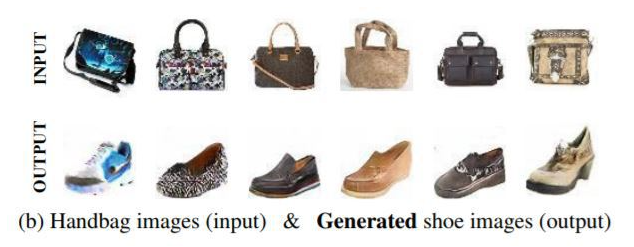 INPUT
OUTPUT
(b) Handbag images (input) & Generated shoe images (output)